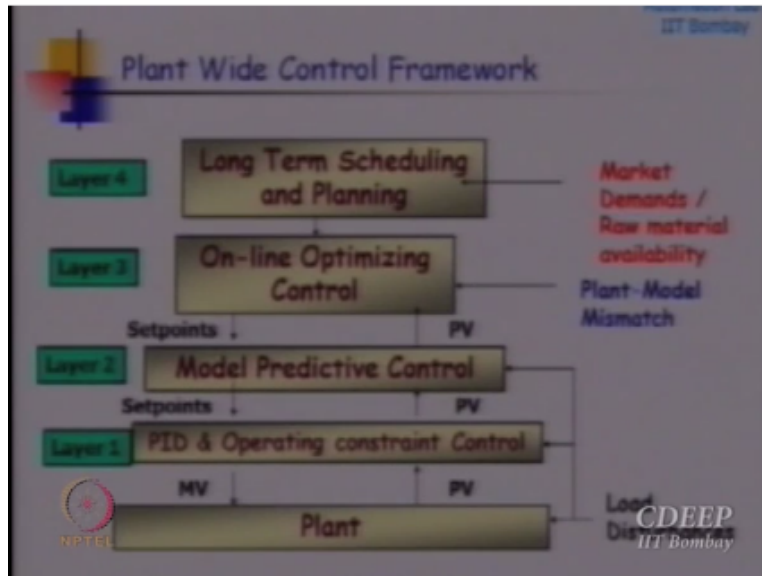 IIT Bombay
Plant Wide Control Framework
Layer 4
Long Term Scheduling
and Planning
Market
Demands /
Raw material
availability
Layer 3
On-line Optimizing
Control
Plant-Model
Mismatch
Setpoints
PV
Layer 2
Model Predictive Control
Setpoints
PV
Layer 1
PID & Operating constraint Control
MV
PV
Plant
Load
NPTEL
CDEEP
IIT Bombay